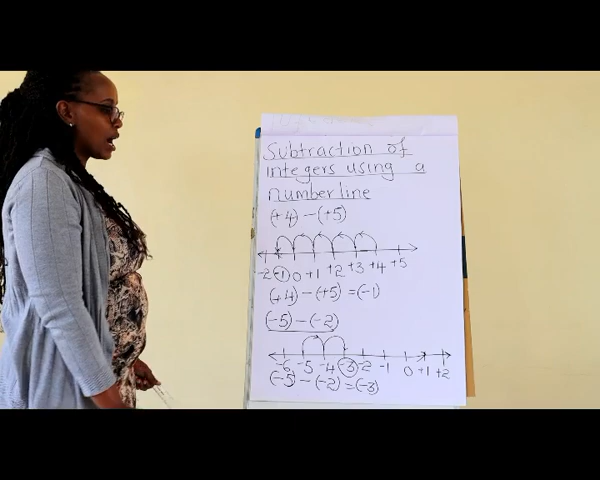 Subtraction of
integers using a
number line
(+4) - (+5)
-2 -1 0 +1 +2 +3 +4 +5
(+4) - (+5) = (-1)
(-5) - (-2)
-6 -5 -4 -3 -2 -1 0 +1 +2
(-5) - (-2) = (-3)